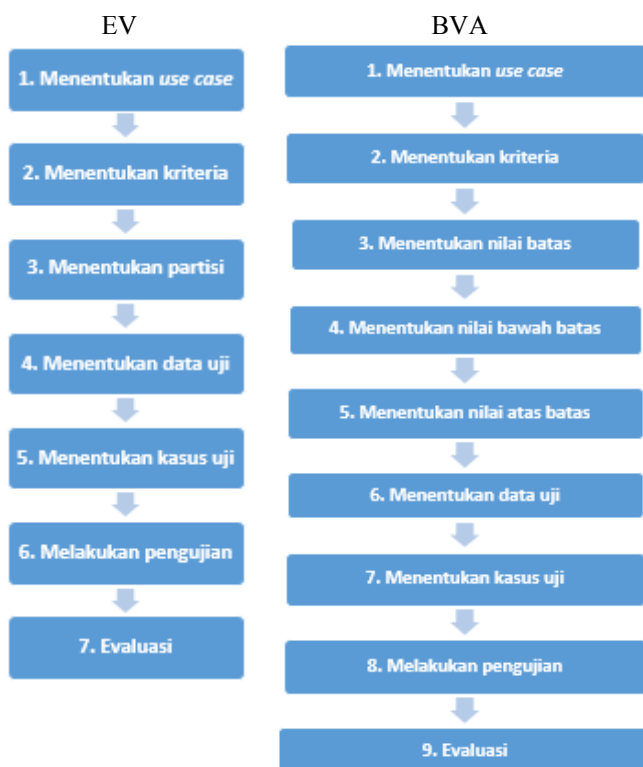 EV
1. Menentukan use case
2. Menentukan kriteria
3. Menentukan partisi
4. Menentukan data uji
5. Menentukan kasus uji
6. Melakukan pengujian
7. Evaluasi
BVA
1. Menentukan use case
2. Menentukan kriteria
3. Menentukan nilai batas
4. Menentukan nilai bawah batas
5. Menentukan nilai atas batas
6. Menentukan data uji
7. Menentukan kasus uji
8. Melakukan pengujian
9. Evaluasi